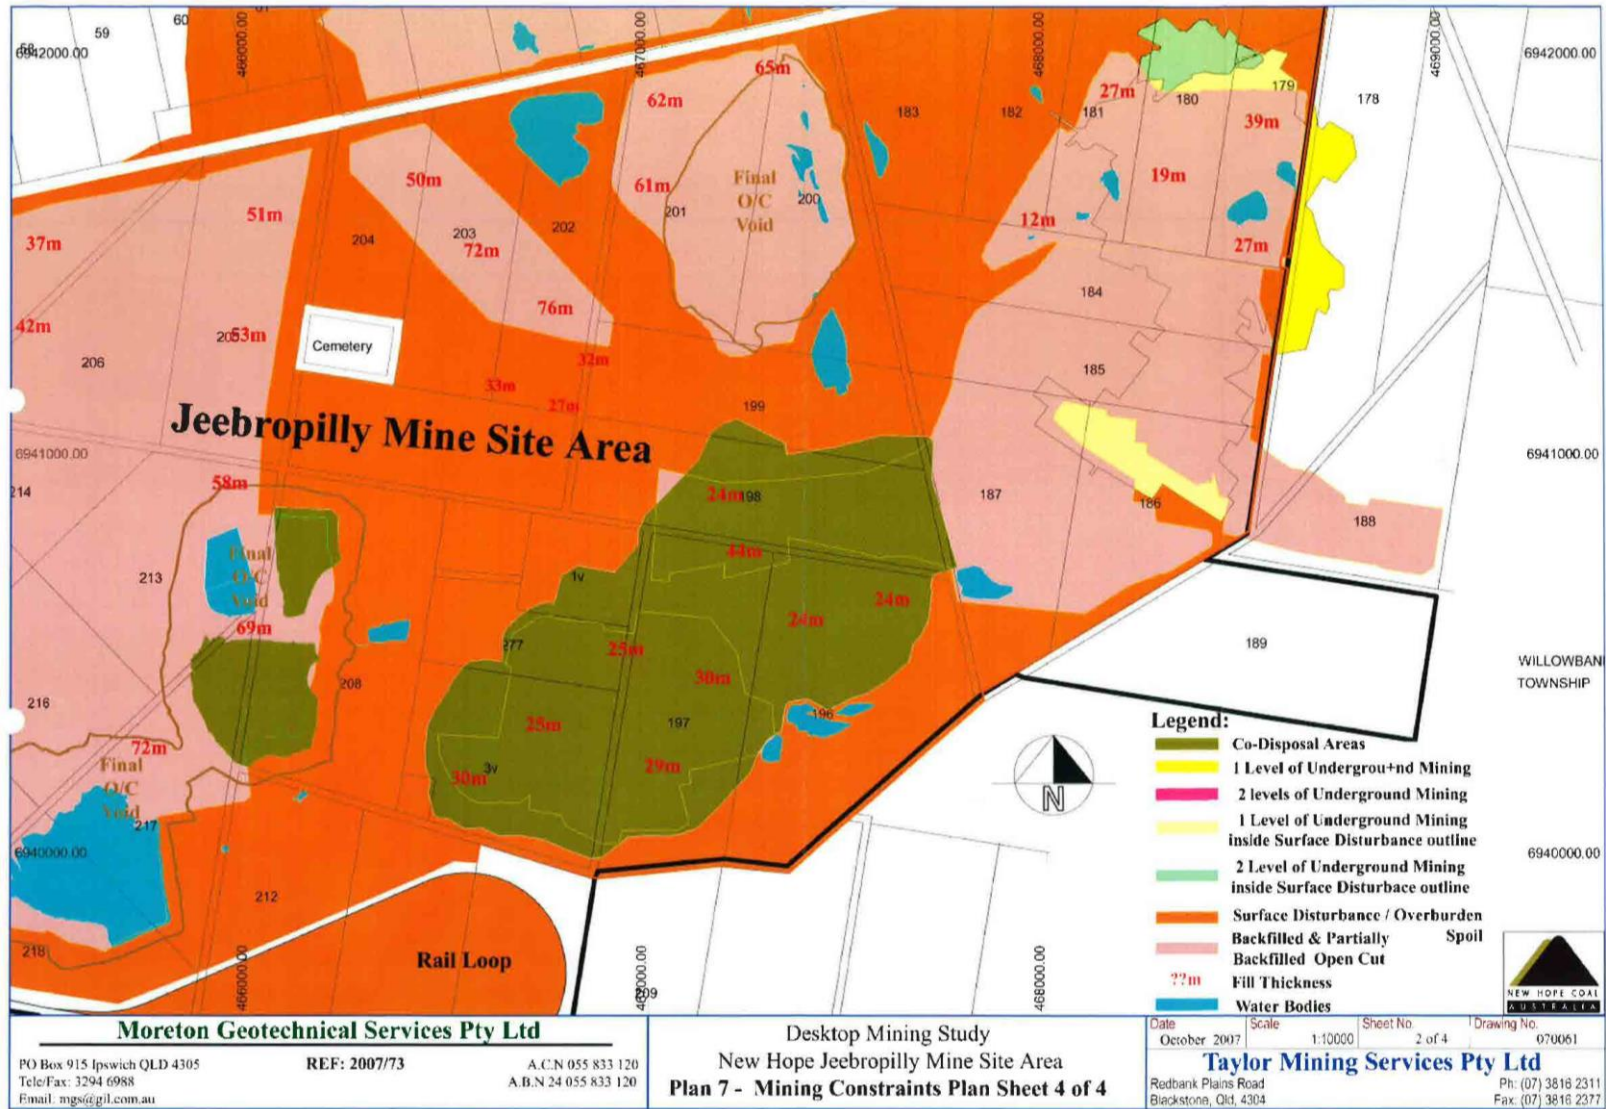 60
61
59
58
6942000.00
466000.00
467000.00
468000.00
469000.00
6942000.00
65m
62m
27m
179
180
178
183
182
181
39m
50m
Final
O/C
Void
200
19m
61m
201
51m
37m
204
203
202
72m
12m
27m
184
76m
42m
53m
205
206
Cemetery
32m
33m
27m
199
185
Jeebropilly Mine Site Area
6941000.00
6941000.00
214
58m
24m
198
187
186
188
44m
Final
O/C
Void
213
1v
24m
24m
69m
277
25m
30m
189
WILLOWBAN
TOWNSHIP
208
216
25m
197
196
72m
Final
O/C
Void
217
30m
3v
29m
N
6940000.00
6940000.00
212
218
Rail Loop
466000.00
209
468000.00
Legend:
Co-Disposal Areas
1 Level of Undergrou+nd Mining
2 levels of Underground Mining
1 Level of Underground Mining
inside Surface Disturbance outline
2 Level of Underground Mining
inside Surface Disturbace outline
Surface Disturbance / Overburden
Backfilled & Partially Spoil
Backfilled Open Cut
??m Fill Thickness
Water Bodies
NEW HOPE COAL
AUSTRALIA
Moreton Geotechnical Services Pty Ltd
PO Box 915 Ipswich QLD 4305 REF: 2007/73 A.C.N 055 833 120
Tele/Fax: 3294 6988 A.B.N 24 055 833 120
Email: mgs@gil.com.au
Desktop Mining Study
New Hope Jeebropilly Mine Site Area
Plan 7 - Mining Constraints Plan Sheet 4 of 4
Date Scale Sheet No. Drawing No.
October 2007 1:10000 2 of 4 070061
Taylor Mining Services Pty Ltd
Redbank Plains Road Ph: (07) 3816 2311
Blackstone, Qld, 4304 Fax: (07) 3816 2377